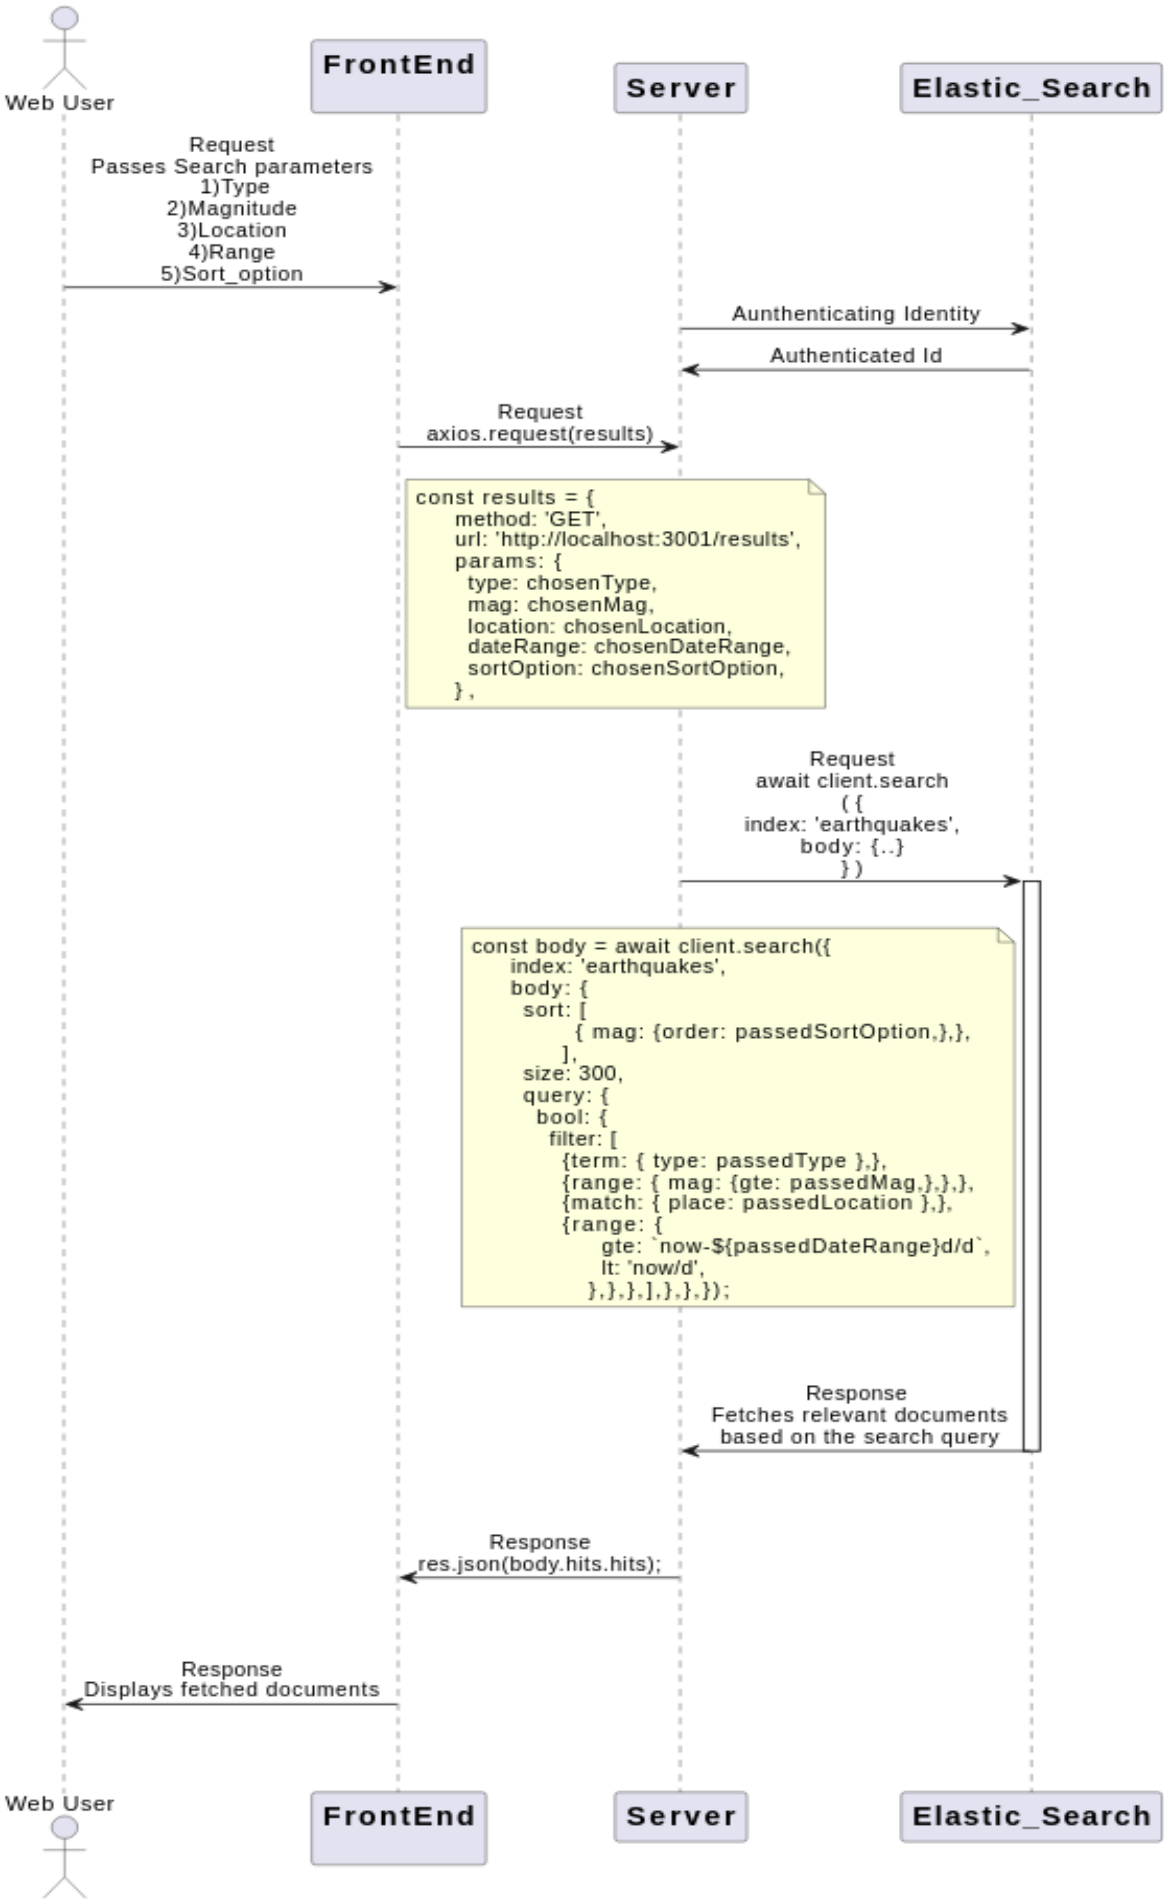 Web User
FrontEnd
Server
Elastic_Search
Request
Passes Search parameters
1)Type
2)Magnitude
3)Location
4)Range
5)Sort_option
Aunthenticating Identity
Authenticated Id
Request
axios.request(results)
const results = {
method: 'GET',
url: 'http://localhost:3001/results',
params: {
type: chosenType,
mag: chosenMag,
location: chosenLocation,
dateRange: chosenDateRange,
sortOption: chosenSortOption,
} ,
Request
await client.search
( {
index: 'earthquakes',
body: {..}
} )
const body = await client.search({
index: 'earthquakes',
body: {
sort: [
{ mag: {order: passedSortOption,},},
],
size: 300,
query: {
bool: {
filter: [
{term: { type: passedType },},
{range: { mag: {gte: passedMag,},},},
{match: { place: passedLocation },},
{range: {
gte: `now-${passedDateRange}d/d`,
lt: 'now/d',
},},},],},},});
Response
Fetches relevant documents
based on the search query
Response
res.json(body.hits.hits);
Response
Displays fetched documents
Web User
FrontEnd
Server
Elastic_Search